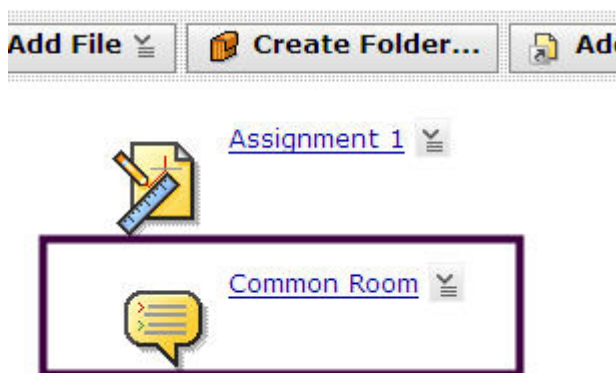 Add File
Create Folder...
Assignment 1
Common Room